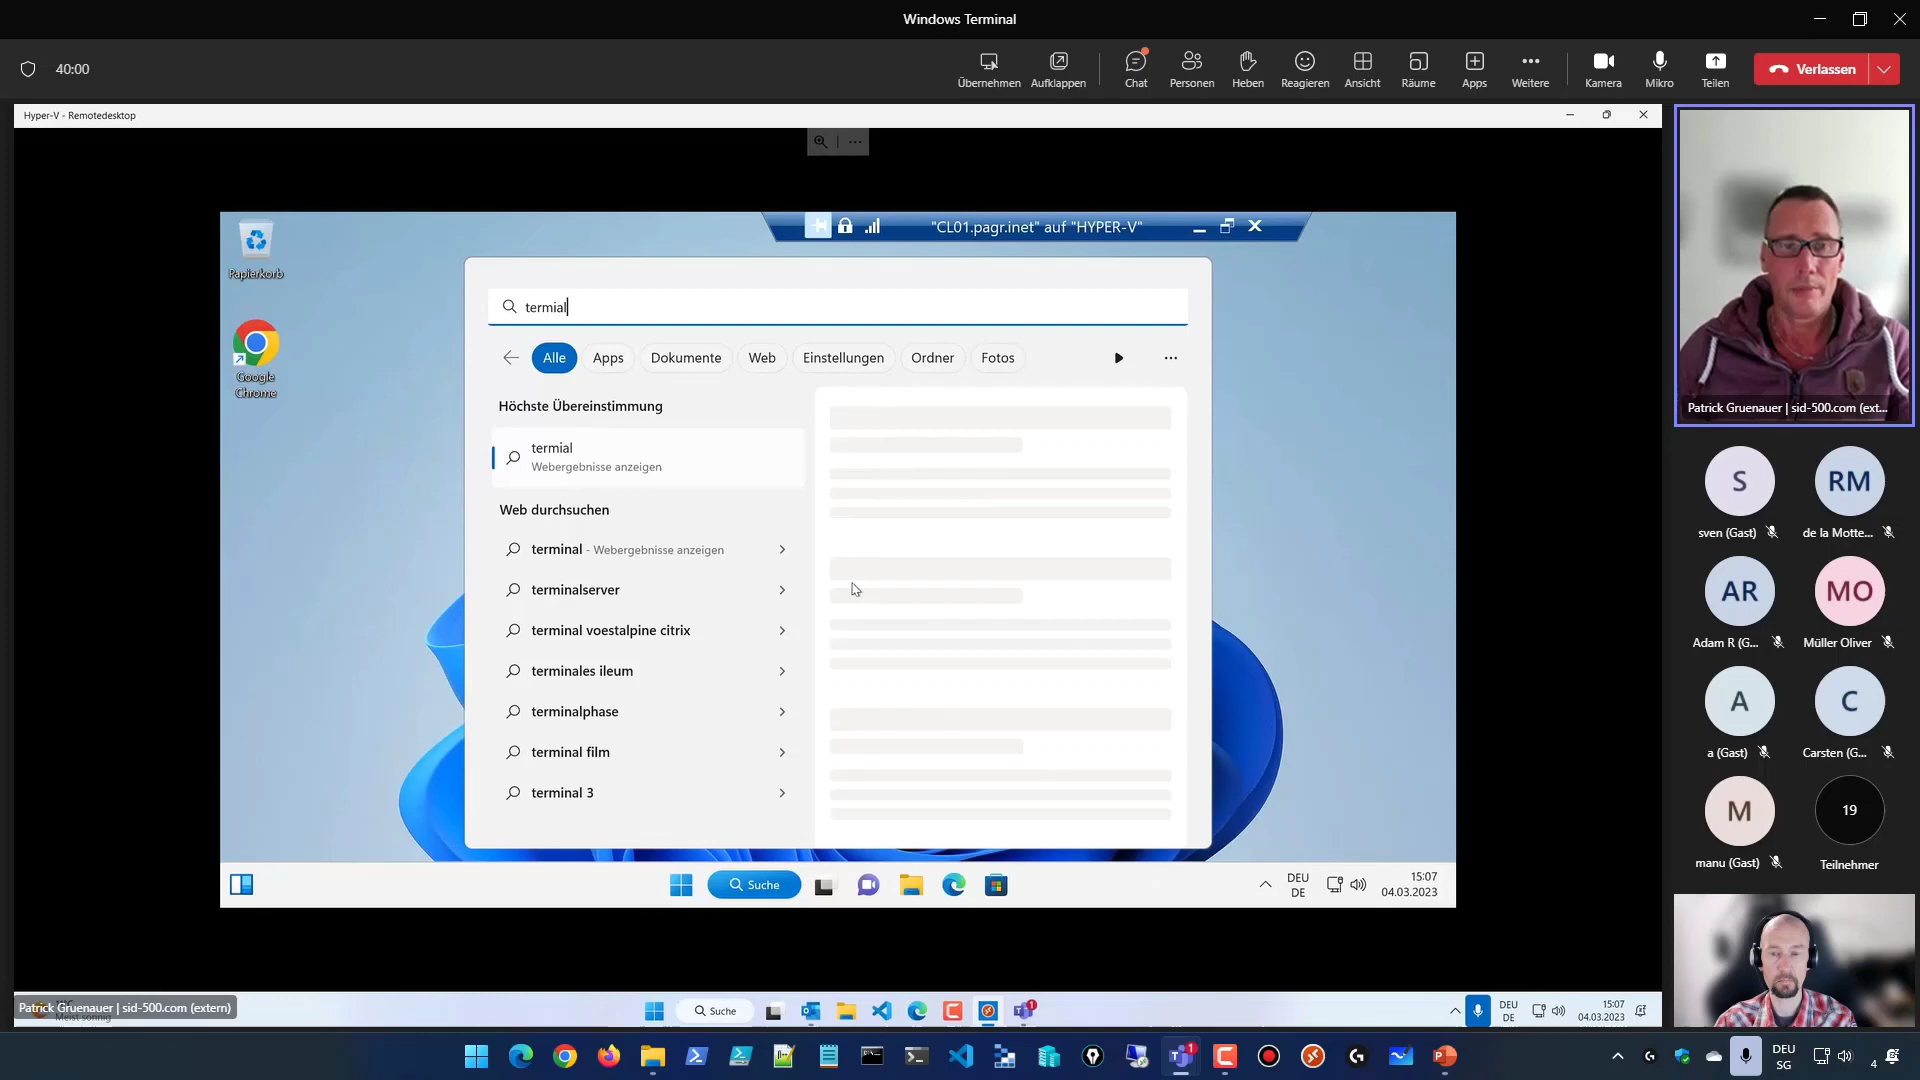 Windows Terminal
40:00
Übernehmen
Aufklappen
Chat
Personen
Heben
Reagieren
Ansicht
Räume
Apps
Weitere
Kamera
Mikro
Teilen
Verlassen
Hyper-V - Remotedesktop
"CL01.pagr.inet" auf "HYPER-V"
Papierkorb
Google
Chrome
termial
Alle
Apps
Dokumente
Web
Einstellungen
Ordner
Fotos
Höchste Übereinstimmung
termial
Webergebnisse anzeigen
Web durchsuchen
terminal - Webergebnisse anzeigen
terminalserver
terminal voestalpine citrix
terminales ileum
terminalphase
terminal film
terminal 3
Suche
DEU
DE
15:07
04.03.2023
Patrick Gruenauer | sid-500.com (ext...
S
sven (Gast)
RM
de la Motte...
AR
Adam R (G...
MO
Müller Oliver
A
a (Gast)
C
Carsten (G...
M
manu (Gast)
19
Teilnehmer
Patrick Gruenauer | sid-500.com (extern)
Meist sonnig
Suche
1
DEU
DE
15:07
04.03.2023
1
DEU
SG
4